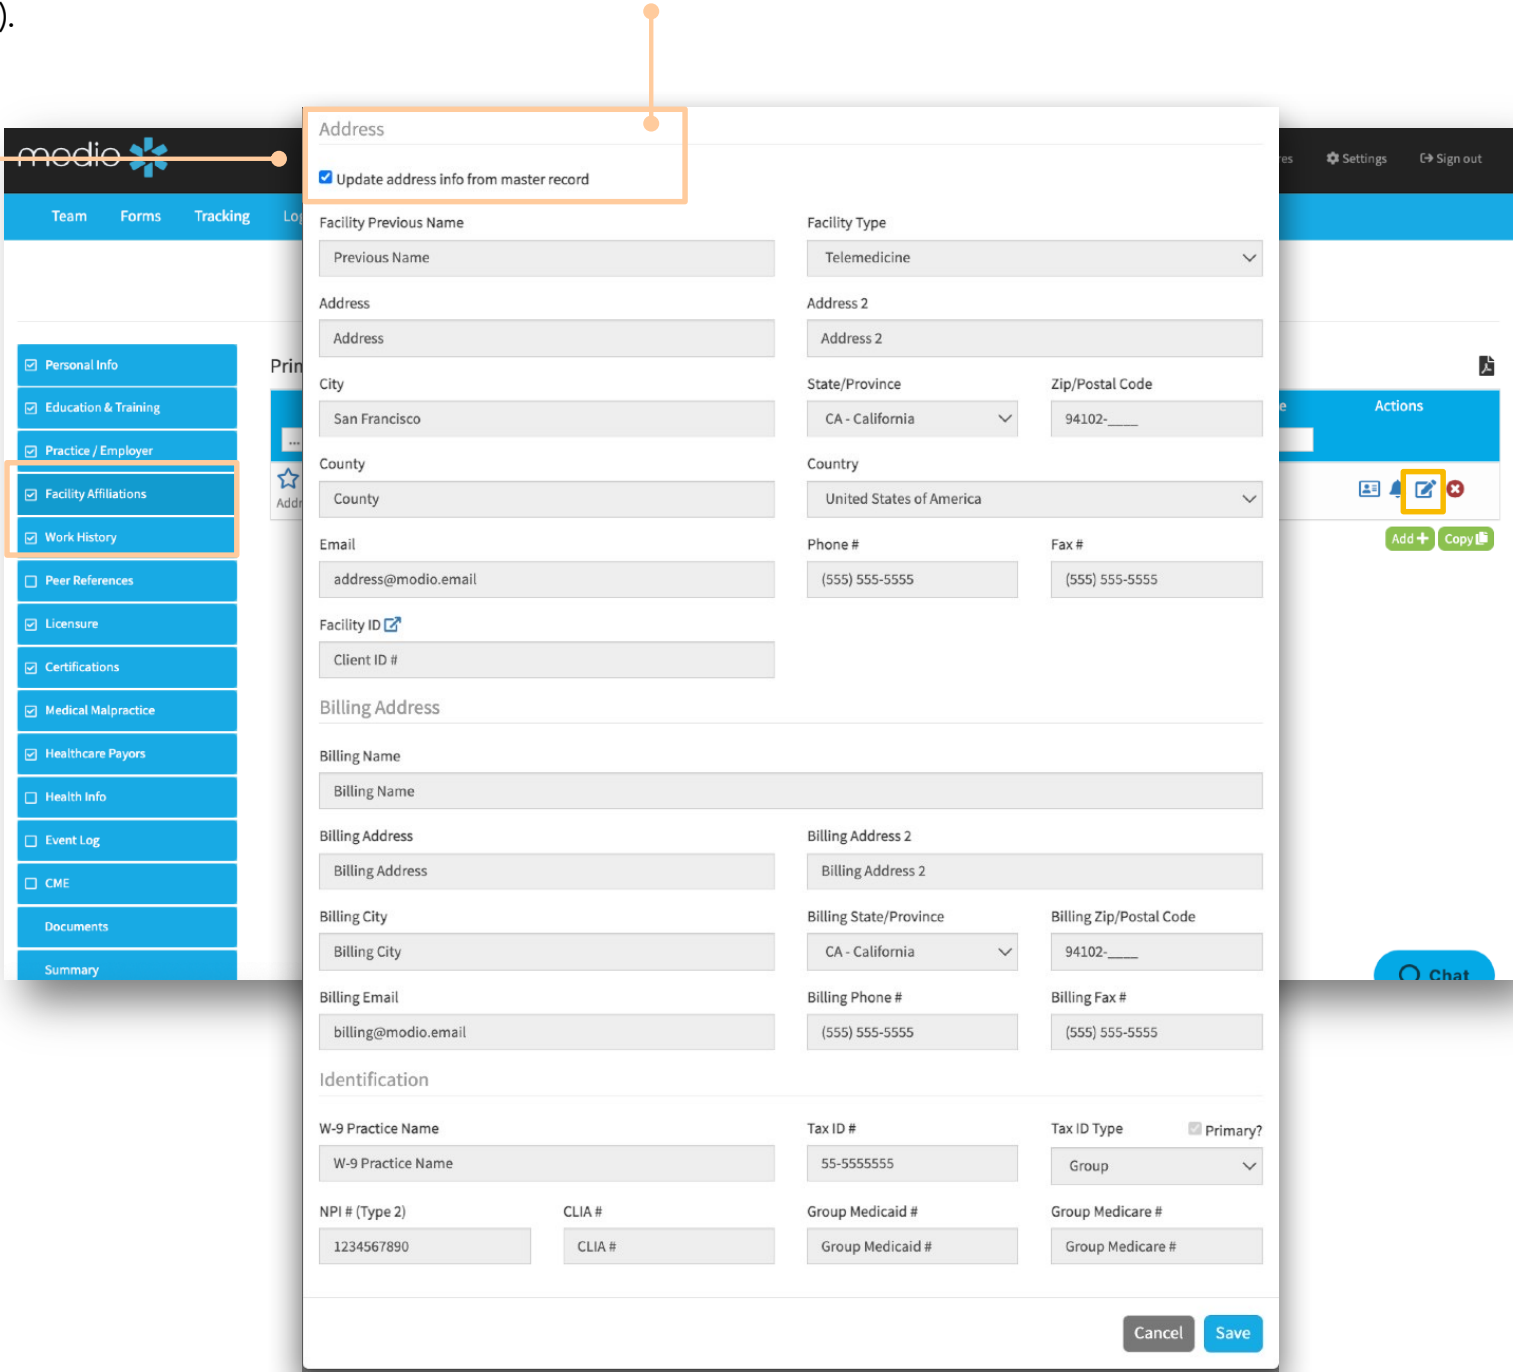 ).
modio
Settings
Sign out
Team Forms Tracking
Personal Info
Education & Training
Practice / Employer
Facility Affiliations
Work History
Peer References
Licensure
Certifications
Medical Malpractice
Healthcare Payors
Health Info
Event Log
CME
Documents
Summary
Address
Update address info from master record
Facility Previous Name Facility Type
Previous Name Telemedicine
Address Address 2
Address Address 2
City State/Province Zip/Postal Code
San Francisco CA - California 94102-____
County Country
County United States of America
Email Phone # Fax #
address@modio.email (555) 555-5555 (555) 555-5555
Facility ID
Client ID #
Billing Address
Billing Name
Billing Name
Billing Address Billing Address 2
Billing Address Billing Address 2
Billing City Billing State/Province Billing Zip/Postal Code
Billing City CA - California 94102-____
Billing Email Billing Phone # Billing Fax #
billing@modio.email (555) 555-5555 (555) 555-5555
Identification
W-9 Practice Name Tax ID # Tax ID Type Primary?
W-9 Practice Name 55-5555555 Group
NPI # (Type 2) CLIA # Group Medicaid # Group Medicare #
1234567890 CLIA # Group Medicaid # Group Medicare #
Cancel Save
Actions
Add + Copy
Chat